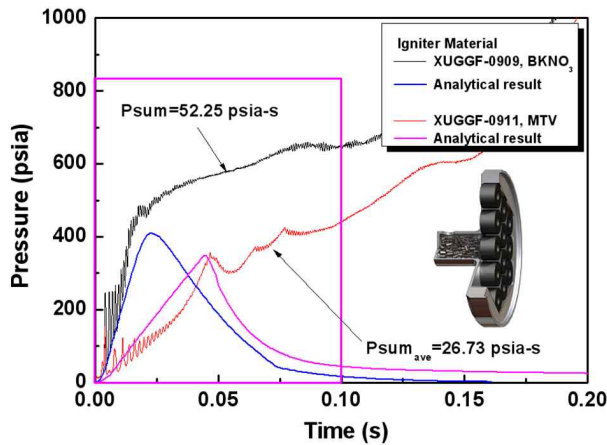 1000
800
600
400
200
0
Pressure (psia)
Igniter Material
XUGGF-0909, BKNO₃
Analytical result
XUGGF-0911, MTV
Analytical result
Psum=52.25 psia-s
Psum_ave=26.73 psia-s
0.00 0.05 0.10 0.15 0.20
Time (s)